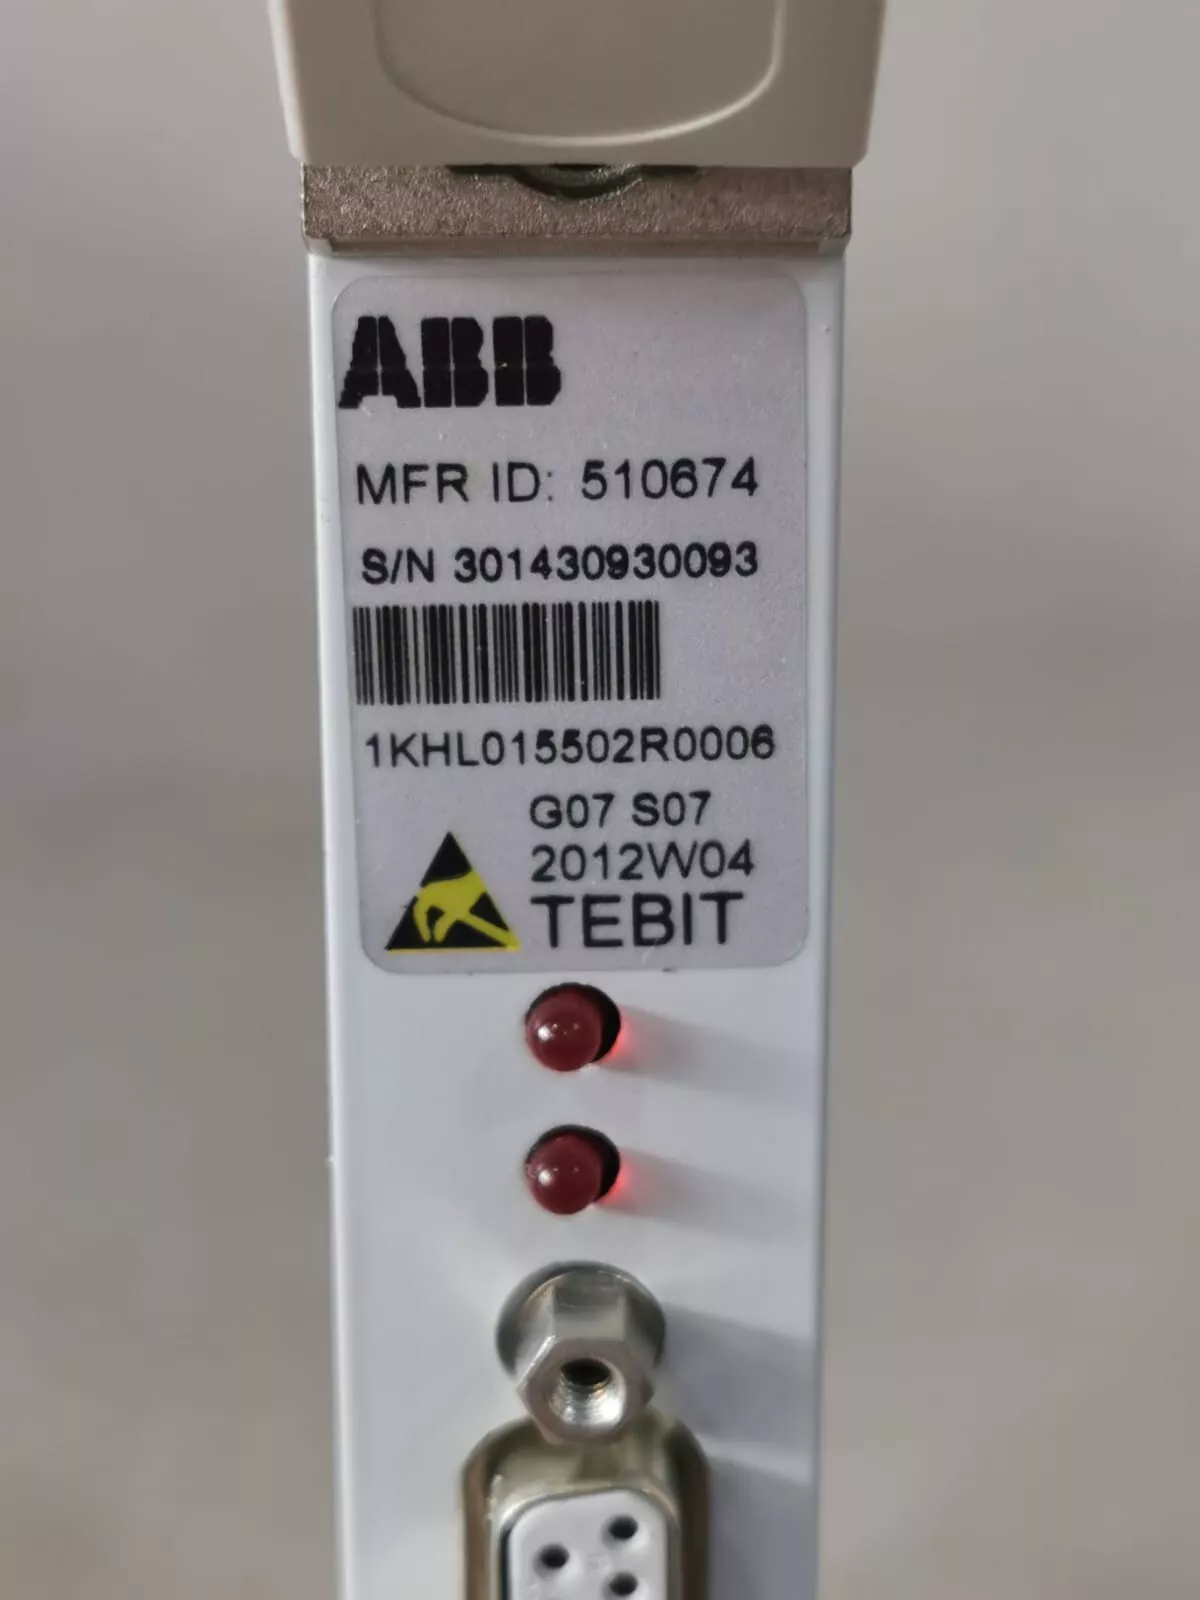 ABB
MFR ID: 510674
S/N 301430930093
1KHL015502R0006
G07 S07
2012W04
TEBIT